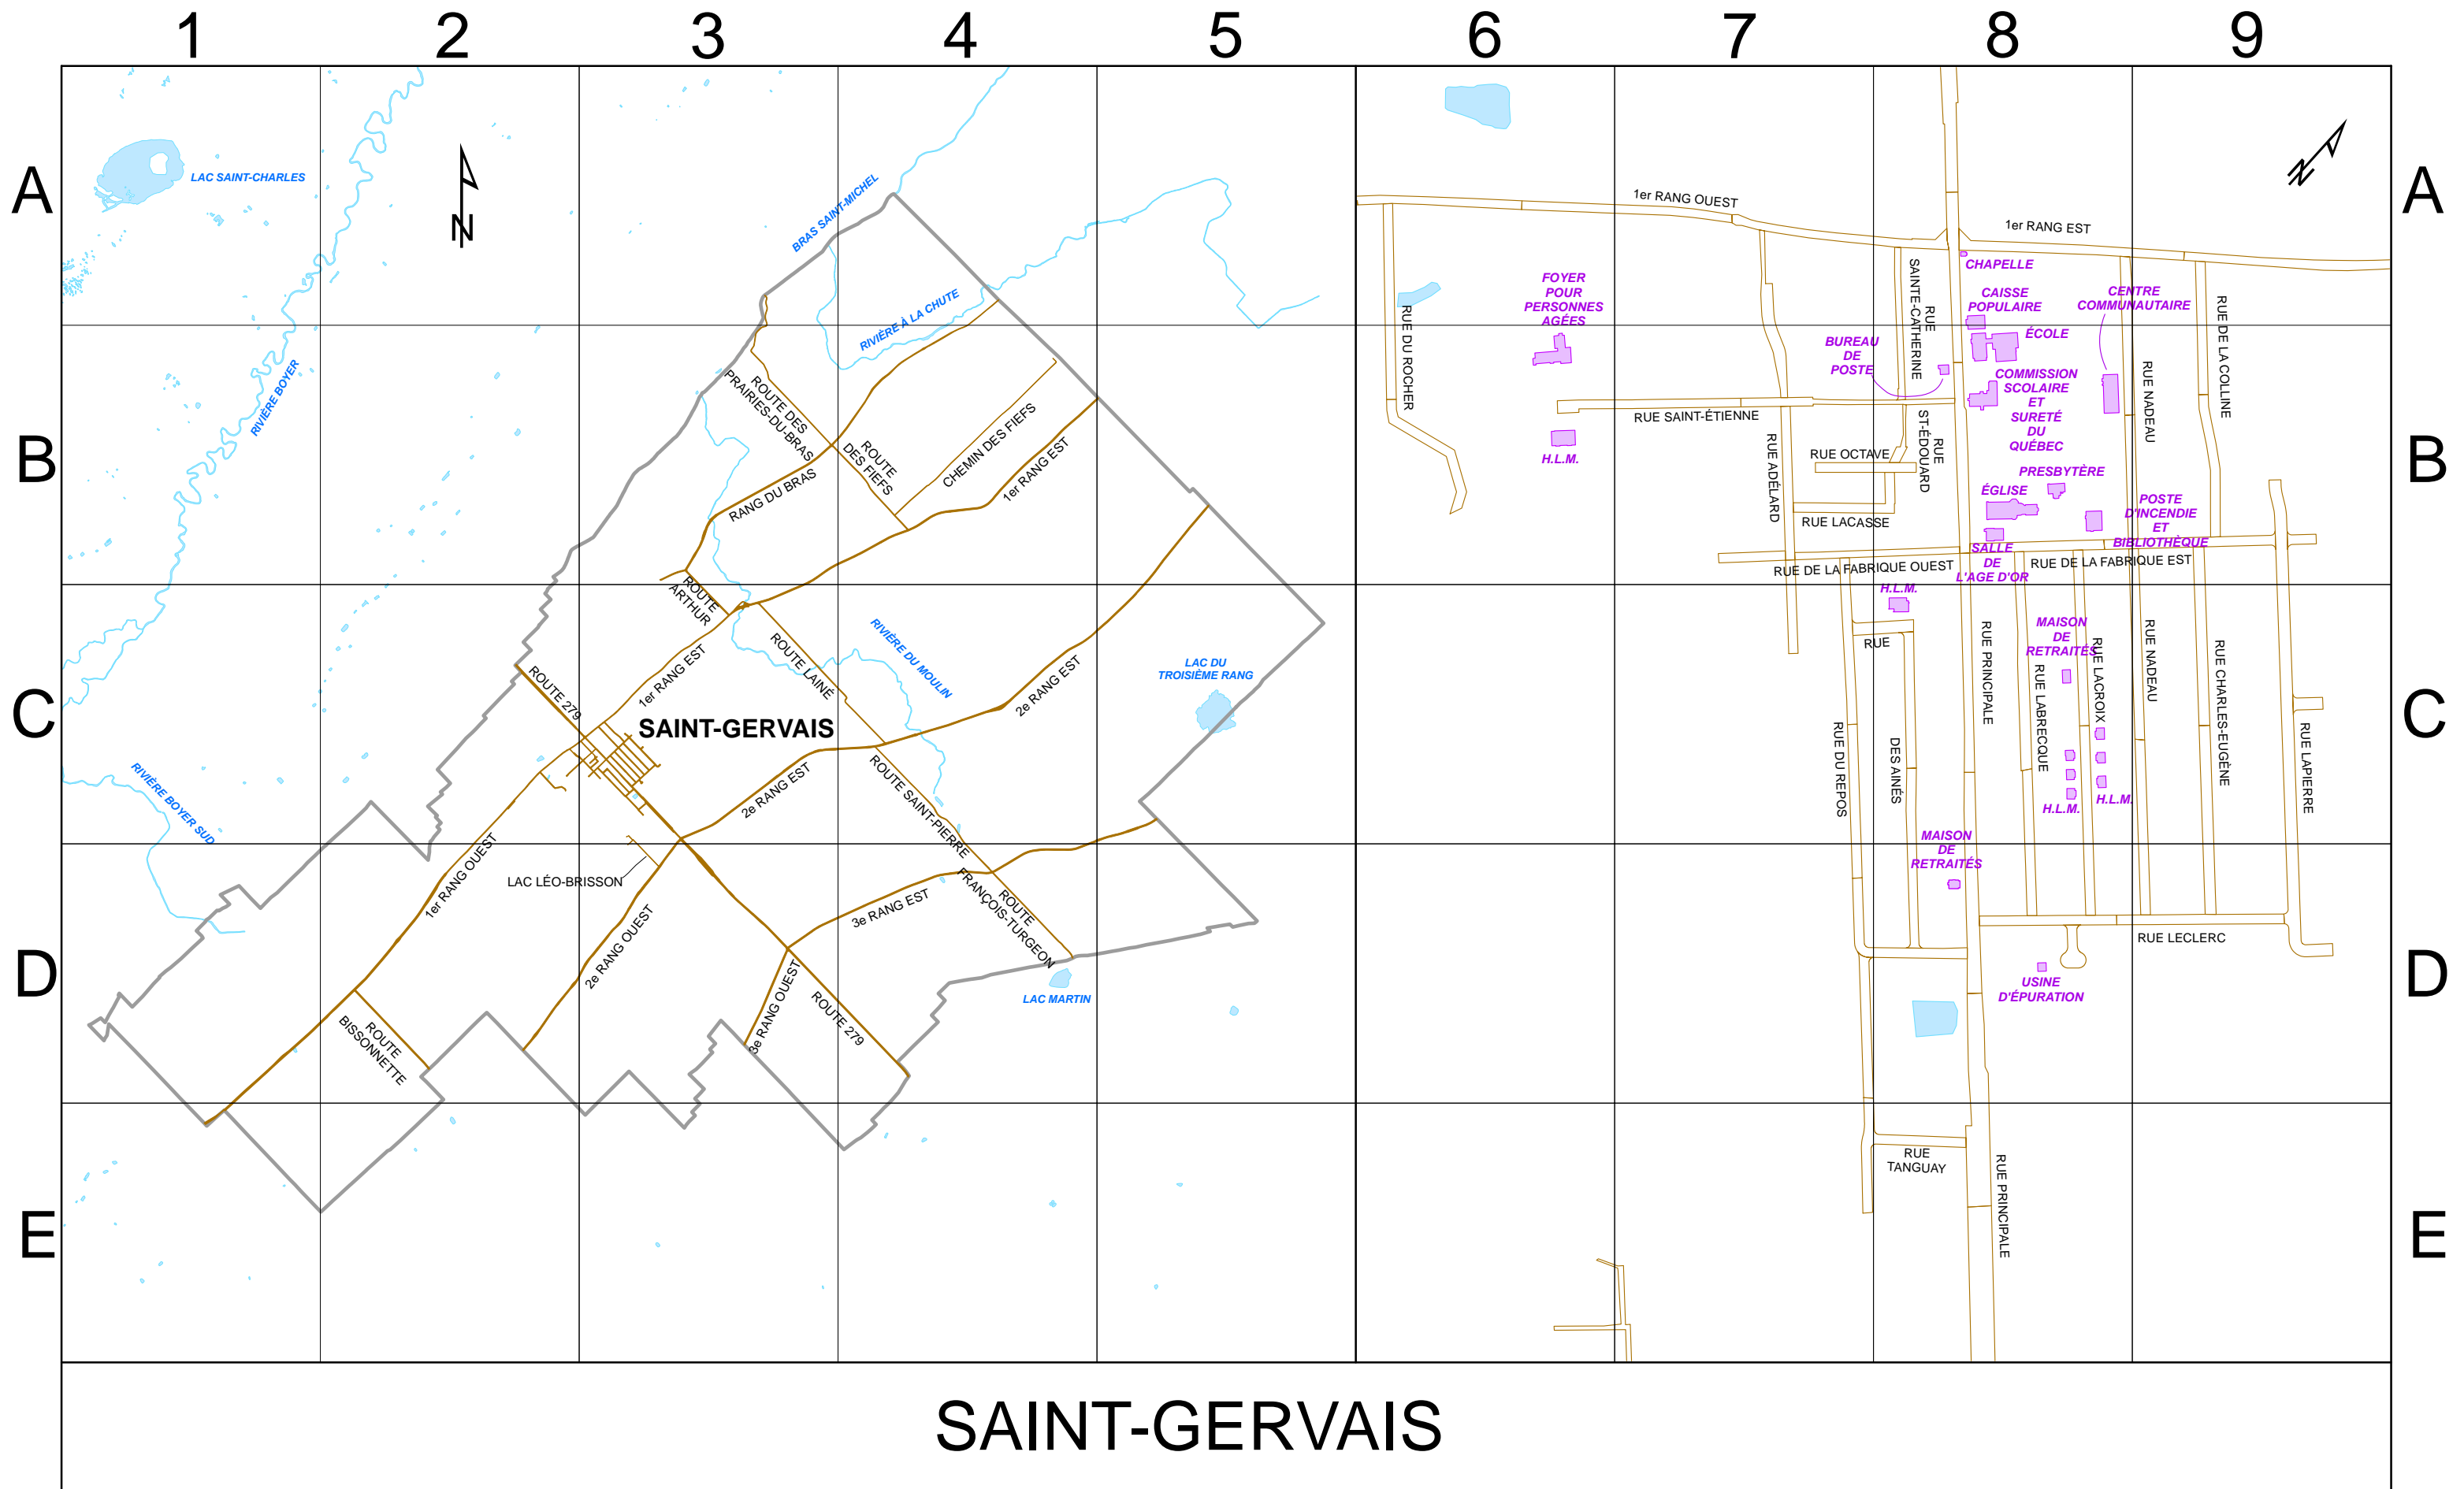 1 2 3 4 5 6 7 8 9
A
A
B
B
C
C
D
D
E
E
LAC SAINT-CHARLES
N
BRAS SAINT-MICHEL
RIVIÈRE À LA CHUTE
RIVIÈRE BOYER
ROUTE DES
PRAIRIES-DU-BRAS
ROUTE
DES FIEFS
CHEMIN DES FIEFS
1er RANG EST
RANG DU BRAS
ROUTE
ARTHUR
ROUTE 279
1er RANG EST
ROUTE LAINÉ
RIVIÈRE DU MOULIN
LAC DU
TROISIÈME RANG
2e RANG EST
SAINT-GERVAIS
2e RANG EST
ROUTE SAINT-PIERRE
RIVIÈRE BOYER SUD
1er RANG OUEST
LAC LÉO-BRISSON
2e RANG OUEST
3e RANG EST
ROUTE
FRANÇOIS-TURGEON
LAC MARTIN
3e RANG OUEST
ROUTE 279
ROUTE
BISSONNETTE
N
1er RANG OUEST
1er RANG EST
CHAPELLE
FOYER
POUR
PERSONNES
AGÉES
CAISSE
POPULAIRE
CENTRE
COMMUNAUTAIRE
RUE DU ROCHER
RUE
SAINTE-CATHERINE
RUE DE LA COLLINE
BUREAU
DE
POSTE
ÉCOLE
COMMISSION
SCOLAIRE
ET
SURETÉ
DU
QUÉBEC
RUE NADEAU
RUE SAINT-ÉTIENNE
H.L.M.
RUE ADÉLARD
RUE OCTAVE
RUE
ST-ÉDOUARD
PRESBYTÈRE
ÉGLISE
POSTE
D'INCENDIE
ET
BIBLIOTHÈQUE
RUE LACASSE
SALLE
DE
L'AGE D'OR
RUE DE LA FABRIQUE OUEST
RUE DE LA FABRIQUE EST
H.L.M.
RUE
DES AINÉS
RUE PRINCIPALE
MAISON
DE
RETRAITÉS
RUE LABRECQUE
RUE LACROIX
RUE NADEAU
RUE CHARLES-EUGÈNE
RUE LAPIERRE
RUE DU REPOS
H.L.M.
H.L.M.
MAISON
DE
RETRAITÉS
RUE LECLERC
USINE
D'ÉPURATION
RUE
TANGUAY
RUE PRINCIPALE
SAINT-GERVAIS